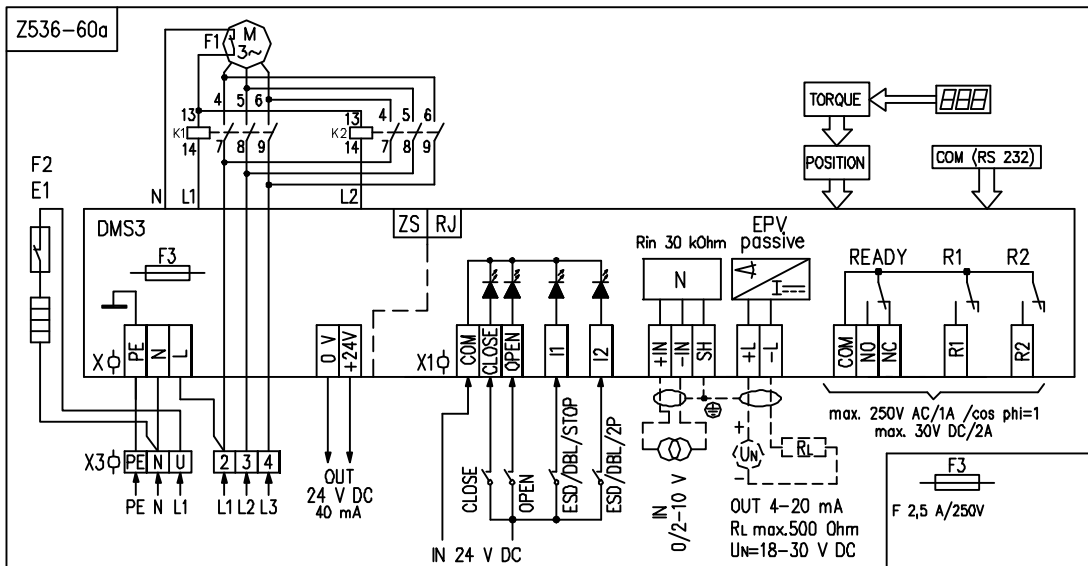 Z536-60a
F1
M
3~
4
5
6
13
K1
14
7
8
9
13
K2
14
4
5
6
7
8
9
N
L1
L2
TORQUE
POSITION
COM (RS 232)
F2
E1
DMS3
F3
ZS
RJ
Rin 30 kOhm
N
EPV
passive
I
READY
R1
R2
X
PE
N
L
0 V
+24V
X1
COM
CLOSE
OPEN
I1
I2
+IN
-IN
SH
+L
-L
COM
NO
NC
R1
R2
max. 250V AC/1A /cos phi=1
max. 30V DC/2A
X3
PE
N
U
2
3
4
PE N L1
L1 L2 L3
OUT
24 V DC
40 mA
CLOSE
OPEN
ESD/DBL/STOP
ESD/DBL/2P
IN 24 V DC
IN
0/2-10 V
+
UN
-
RL
OUT 4-20 mA
RL max.500 Ohm
UN=18-30 V DC
F3
F 2,5 A/250V